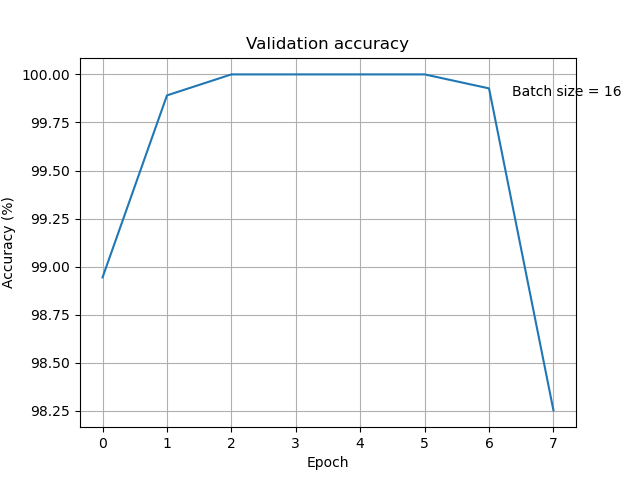 Validation accuracy
100.00
Batch size = 16
99.75
99.50
99.25
99.00
98.75
98.50
98.25
Accuracy (%)
0 1 2 3 4 5 6 7
Epoch